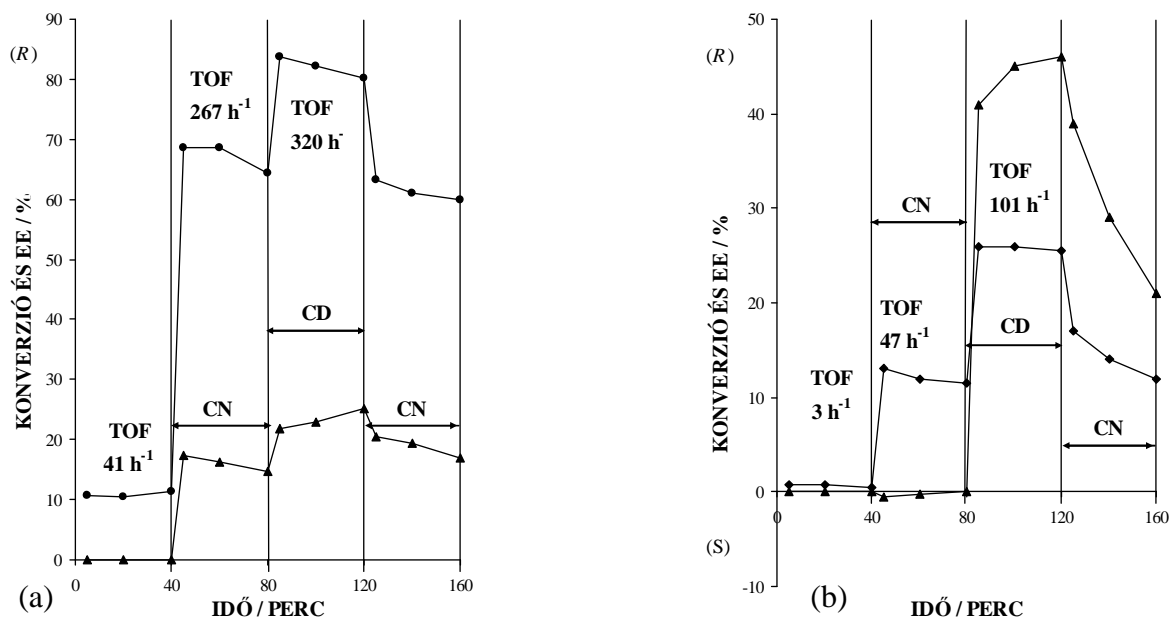 KONVERZIÓ ÉS EE / %
(R)
90
80
70
60
50
40
30
20
10
0
TOF
41 h-1
TOF
267 h-1
TOF
320 h-
CN
CD
CN
0 40 80 120 160
IDŐ / PERC
(a)
KONVERZIÓ ÉS EE / %
(R)
50
40
30
20
10
0
-10
(S)
TOF
3 h-1
CN
TOF
47 h-1
TOF
101 h-1
CD
CN
0 40 80 120 160
IDŐ / PERC
(b)